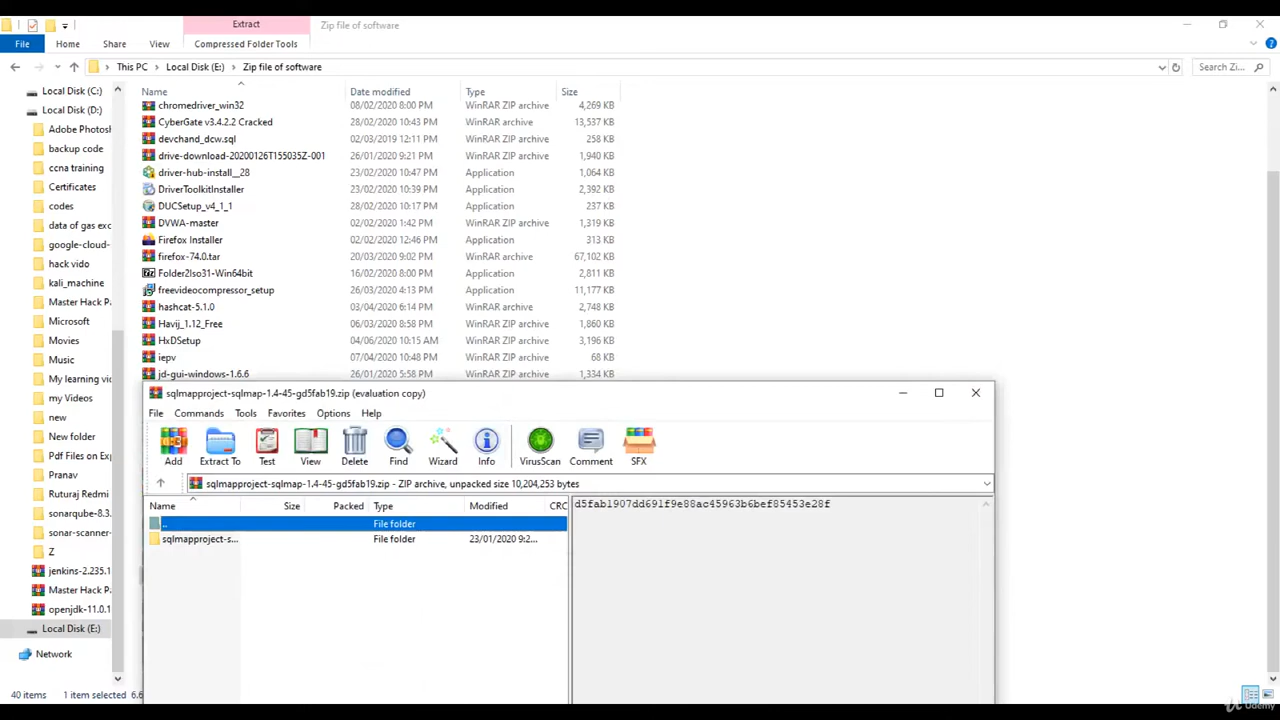 Extract
Zip file of software
File
Home
Share
View
Compressed Folder Tools
This PC
Local Disk (E:)
Zip file of software
Search Zi...
Local Disk (C:)
Local Disk (D:)
Adobe Photosh
backup code
ccna training
Certificates
codes
data of gas exc
google-cloud-
hack vido
kali_machine
Master Hack Pa
Microsoft
Movies
Music
My learning vid
my Videos
new
New folder
Pdf Files on Exp
Pranav
Ruturaj Redmi
sonarqube-8.3.
sonar-scanner-
Z
jenkins-2.235.1
Master Hack Pa
openjdk-11.0.1
Local Disk (E:)
Network
Name Date modified Type Size
chromedriver_win32 08/02/2020 8:00 PM WinRAR ZIP archive 4,269 KB
CyberGate v3.4.2.2 Cracked 28/02/2020 10:43 PM WinRAR archive 13,537 KB
devchand_dcw.sql 02/03/2019 12:11 PM WinRAR ZIP archive 258 KB
drive-download-20200126T155035Z-001 26/01/2020 9:21 PM WinRAR ZIP archive 1,940 KB
driver-hub-install__28 23/02/2020 10:47 PM Application 1,064 KB
DriverToolkitInstaller 23/02/2020 10:39 PM Application 2,392 KB
DUCSetup_v4_1_1 28/02/2020 10:17 PM Application 237 KB
DVWA-master 02/02/2020 1:42 PM WinRAR ZIP archive 1,319 KB
Firefox Installer 02/02/2020 12:46 PM Application 313 KB
firefox-74.0.tar 20/03/2020 9:02 PM WinRAR archive 67,102 KB
Folder2Iso31-Win64bit 16/02/2020 8:00 PM Application 2,811 KB
freevideocompressor_setup 26/03/2020 4:13 PM Application 11,177 KB
hashcat-5.1.0 03/04/2020 6:14 PM WinRAR archive 2,748 KB
Havij_1.12_Free 06/03/2020 8:58 PM WinRAR ZIP archive 1,860 KB
HxDSetup 04/06/2020 10:15 AM WinRAR ZIP archive 3,196 KB
iepv 07/04/2020 10:48 PM WinRAR ZIP archive 68 KB
jd-gui-windows-1.6.6 26/01/2020 5:58 PM WinRAR ZIP archive 1,334 KB
sqlmapproject-sqlmap-1.4-45-gd5fab19.zip (evaluation copy)
File Commands Tools Favorites Options Help
Add Extract To Test View Delete Find Wizard Info VirusScan Comment SFX
sqlmapproject-sqlmap-1.4-45-gd5fab19.zip - ZIP archive, unpacked size 10,204,253 bytes
Name Size Packed Type Modified CRC
.. File folder
sqlmapproject-s... File folder 23/01/2020 9:2...
d5fab1907dd691f9e88ac45963b6bef85453e28f
40 items 1 item selected 6.6
Udemy